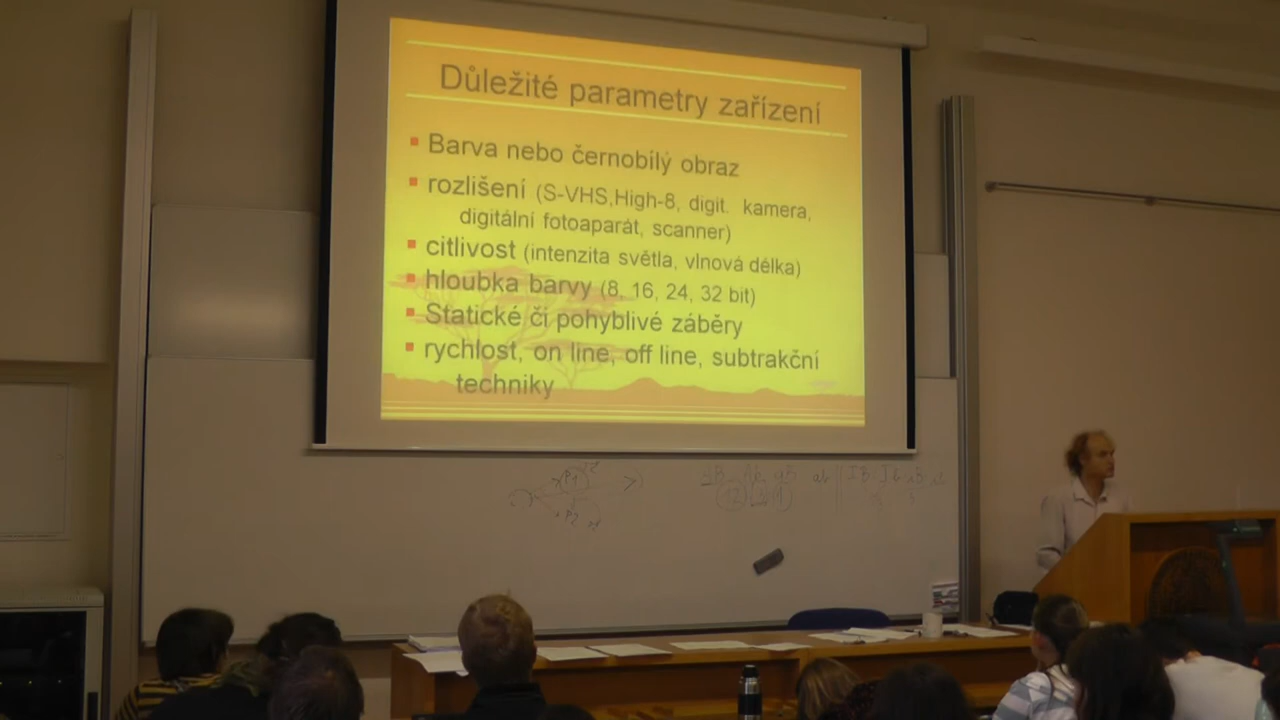 Důležité parametry zařízení
Barva nebo černobílý obraz
rozlišení (S-VHS,High-8, digit. kamera,
digitální fotoaparát, scanner)
citlivost (intenzita světla, vlnová délka)
hloubka barvy (8, 16, 24, 32 bit)
Statické či pohyblivé záběry
rychlost, on line, off line, subtrakční
techniky